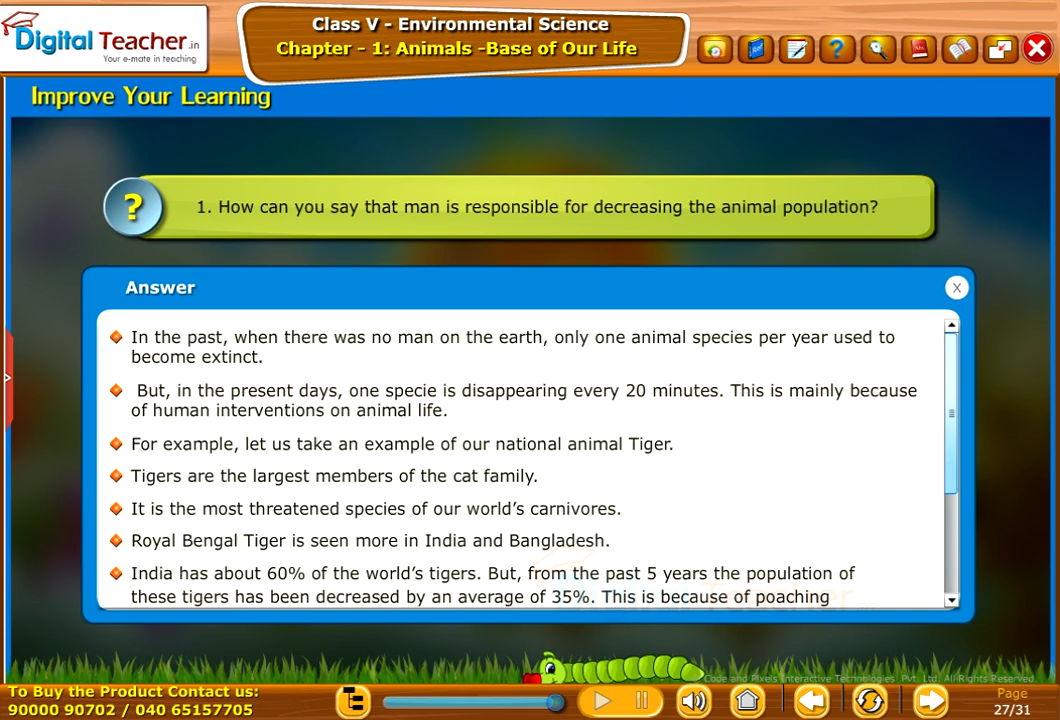 Digital Teacher.in
Your e-mate in teaching
Class V - Environmental Science
Chapter - 1: Animals -Base of Our Life
Improve Your Learning
?
1. How can you say that man is responsible for decreasing the animal population?
Answer
X
In the past, when there was no man on the earth, only one animal species per year used to
become extinct.
But, in the present days, one specie is disappearing every 20 minutes. This is mainly because
of human interventions on animal life.
For example, let us take an example of our national animal Tiger.
Tigers are the largest members of the cat family.
It is the most threatened species of our world's carnivores.
Royal Bengal Tiger is seen more in India and Bangladesh.
India has about 60% of the world's tigers. But, from the past 5 years the population of
these tigers has been decreased by an average of 35%. This is because of poaching
Code and Pixels Interactive Technologies Pvt. Ltd. All Rights Reserved.
To Buy the Product Contact us:
90000 90702 / 040 65157705
Page
27/31